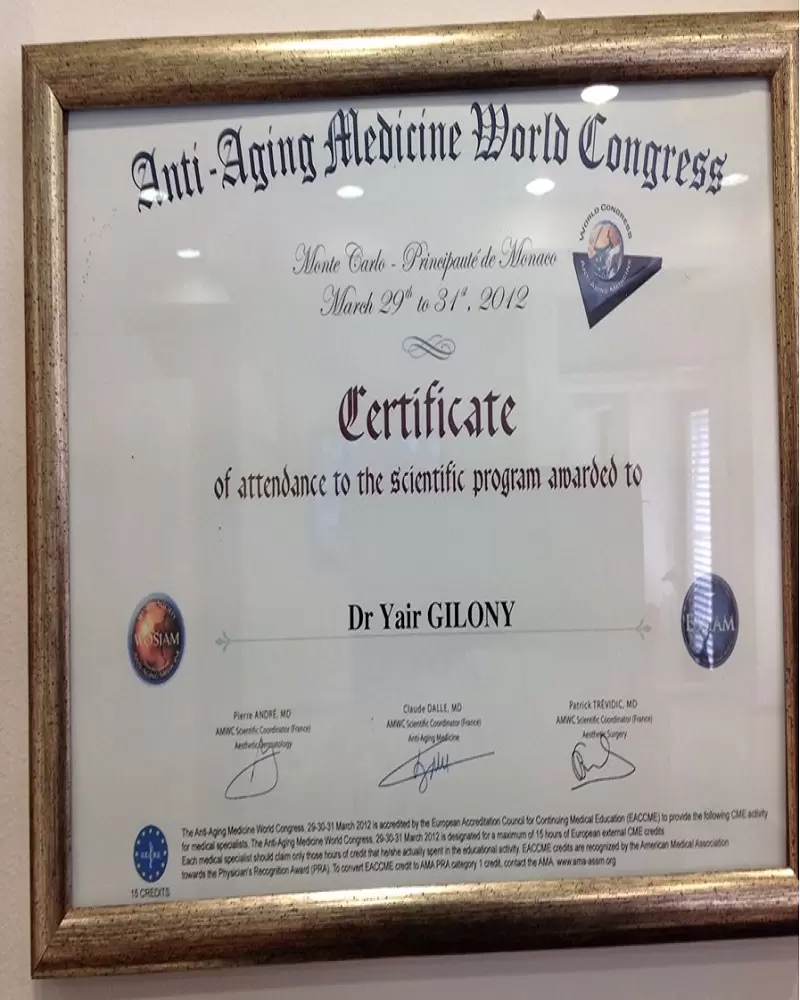 Anti-Aging Medicine World Congress
WORLD CONGRESS
ANTI-AGING MEDICINE
Monte Carlo - Principauté de Monaco
March 29th to 31st, 2012
Certificate
of attendance to the scientific program awarded to
Dr Yair GILONY
WOSIAM
Pierre ANDRE, MD
AMWC Scientific Coordinator (France)
Aesthetic Dermatology
Claude DALLE, MD
AMWC Scientific Coordinator (France)
Anti-Aging Medicine
Patrick TREVIDIC, MD
AMWC Scientific Coordinator (France)
Aesthetic Surgery
The Anti-Aging Medicine World Congress, 29-30-31 March 2012 is accredited by the European Accreditation Council for Continuing Medical Education (EACCME) to provide the following CME activity
for medical specialists. The Anti-Aging Medicine World Congress, 29-30-31 March 2012 is designated for a maximum of 15 hours of European external CME credits
Each medical specialist should claim only those hours of credit that he/she actually spent in the educational activity. EACCME credits are recognized by the American Medical Association
towards the Physician's Recognition Award (PRA). To convert EACCME credit to AMA PRA category 1 credit, contact the AMA. www.ama-assn.org
15 CREDITS